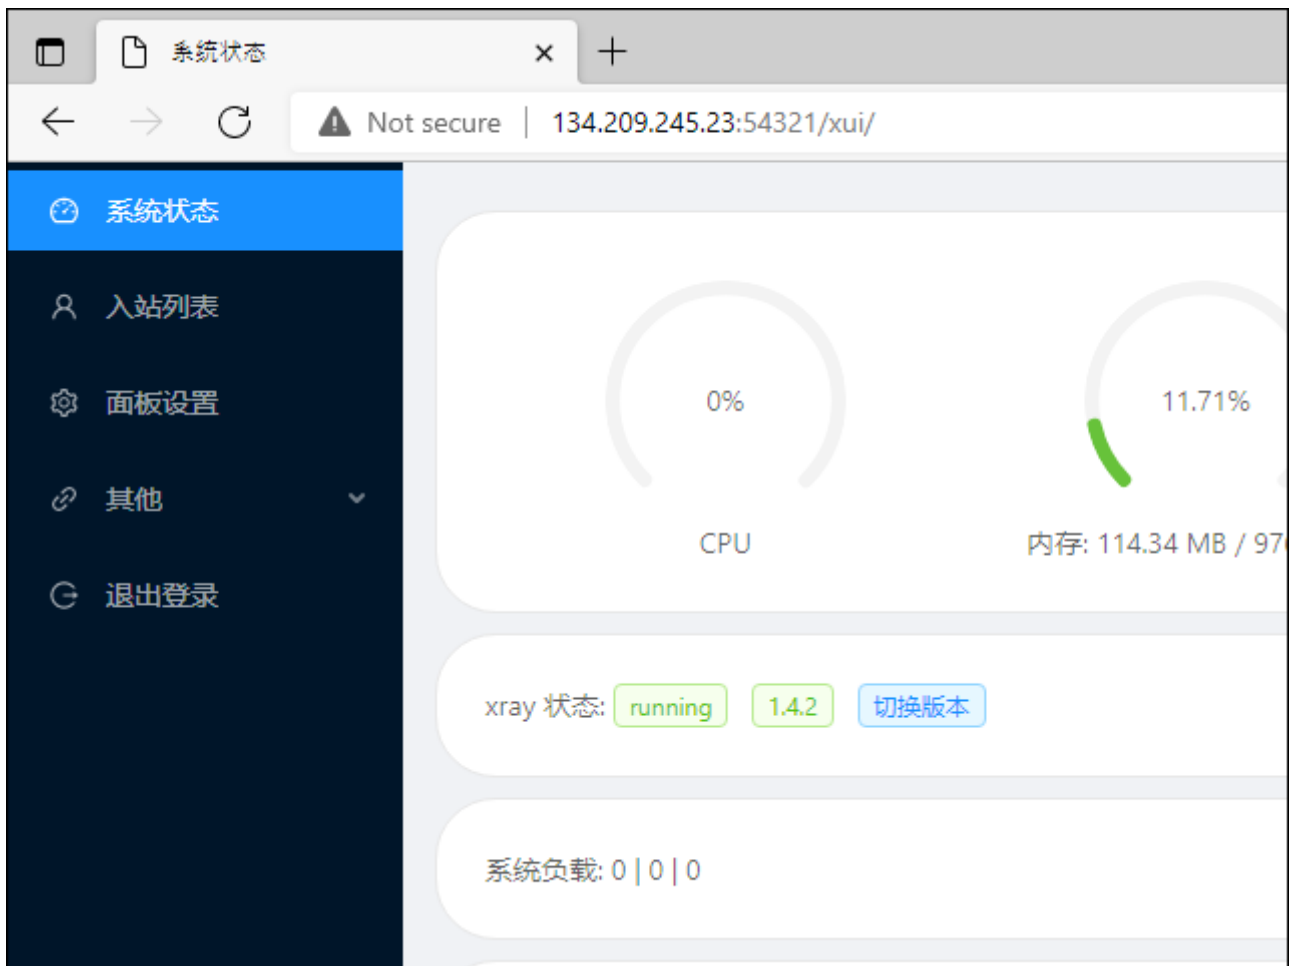 系统状态
Not secure 134.209.245.23:54321/xui/
系统状态
入站列表
面板设置
其他
退出登录
0%
11.71%
CPU
内存: 114.34 MB / 97
xray 状态: running 1.4.2 切换版本
系统负载: 0 | 0 | 0